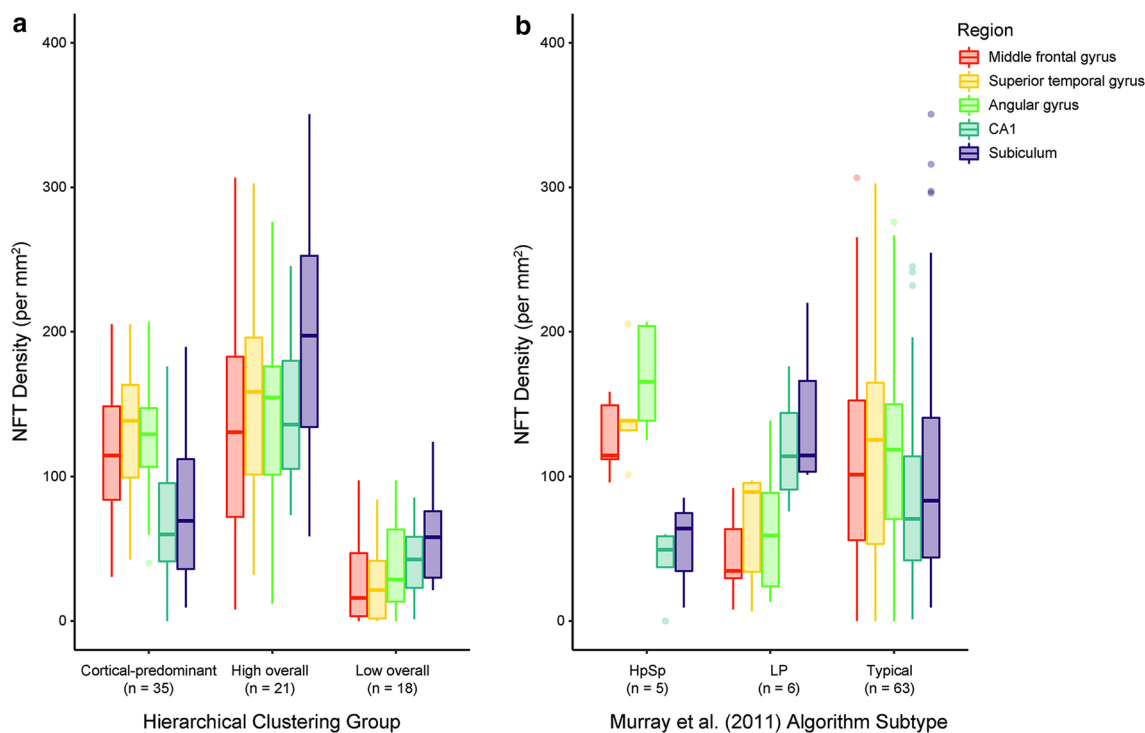 a
NFT Density (per mm²)
400
300
200
100
0
Cortical-predominant
(n = 35)
High overall
(n = 21)
Low overall
(n = 18)
Hierarchical Clustering Group
b
NFT Density (per mm²)
400
300
200
100
0
HpSp
(n = 5)
LP
(n = 6)
Typical
(n = 63)
Murray et al. (2011) Algorithm Subtype
Region
Middle frontal gyrus
Superior temporal gyrus
Angular gyrus
CA1
Subiculum